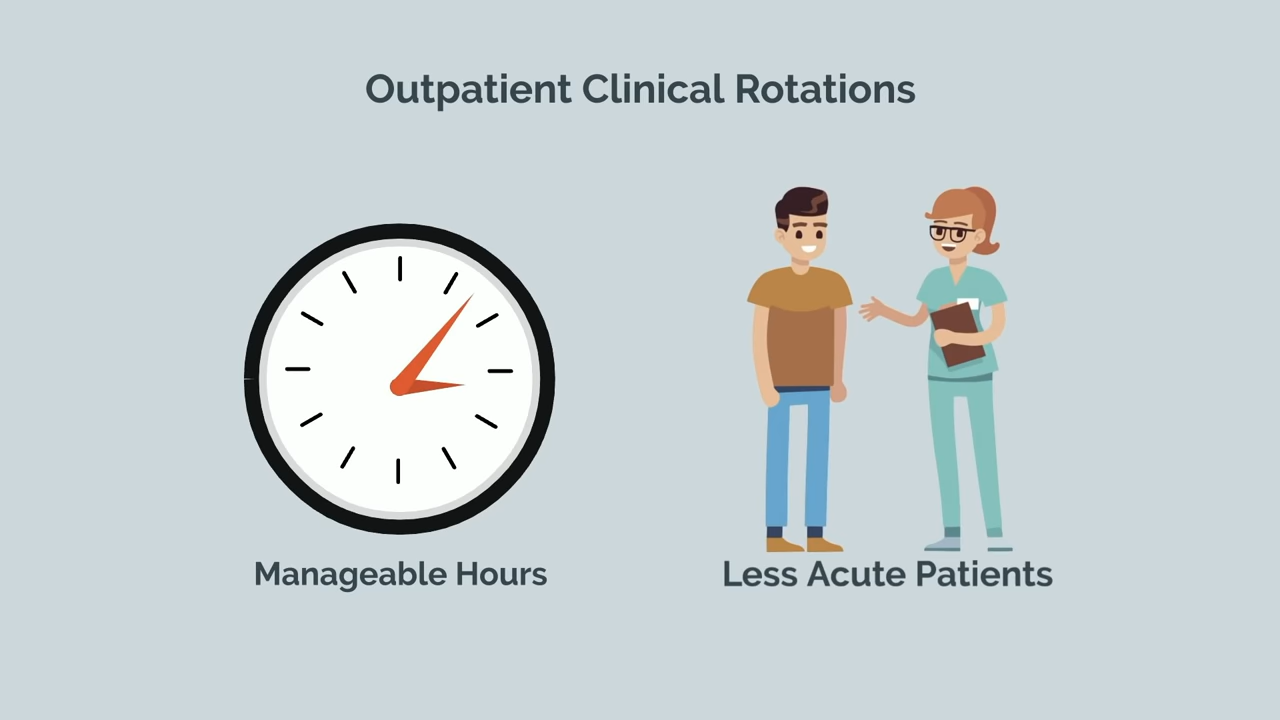 Outpatient Clinical Rotations
Manageable Hours
Less Acute Patients